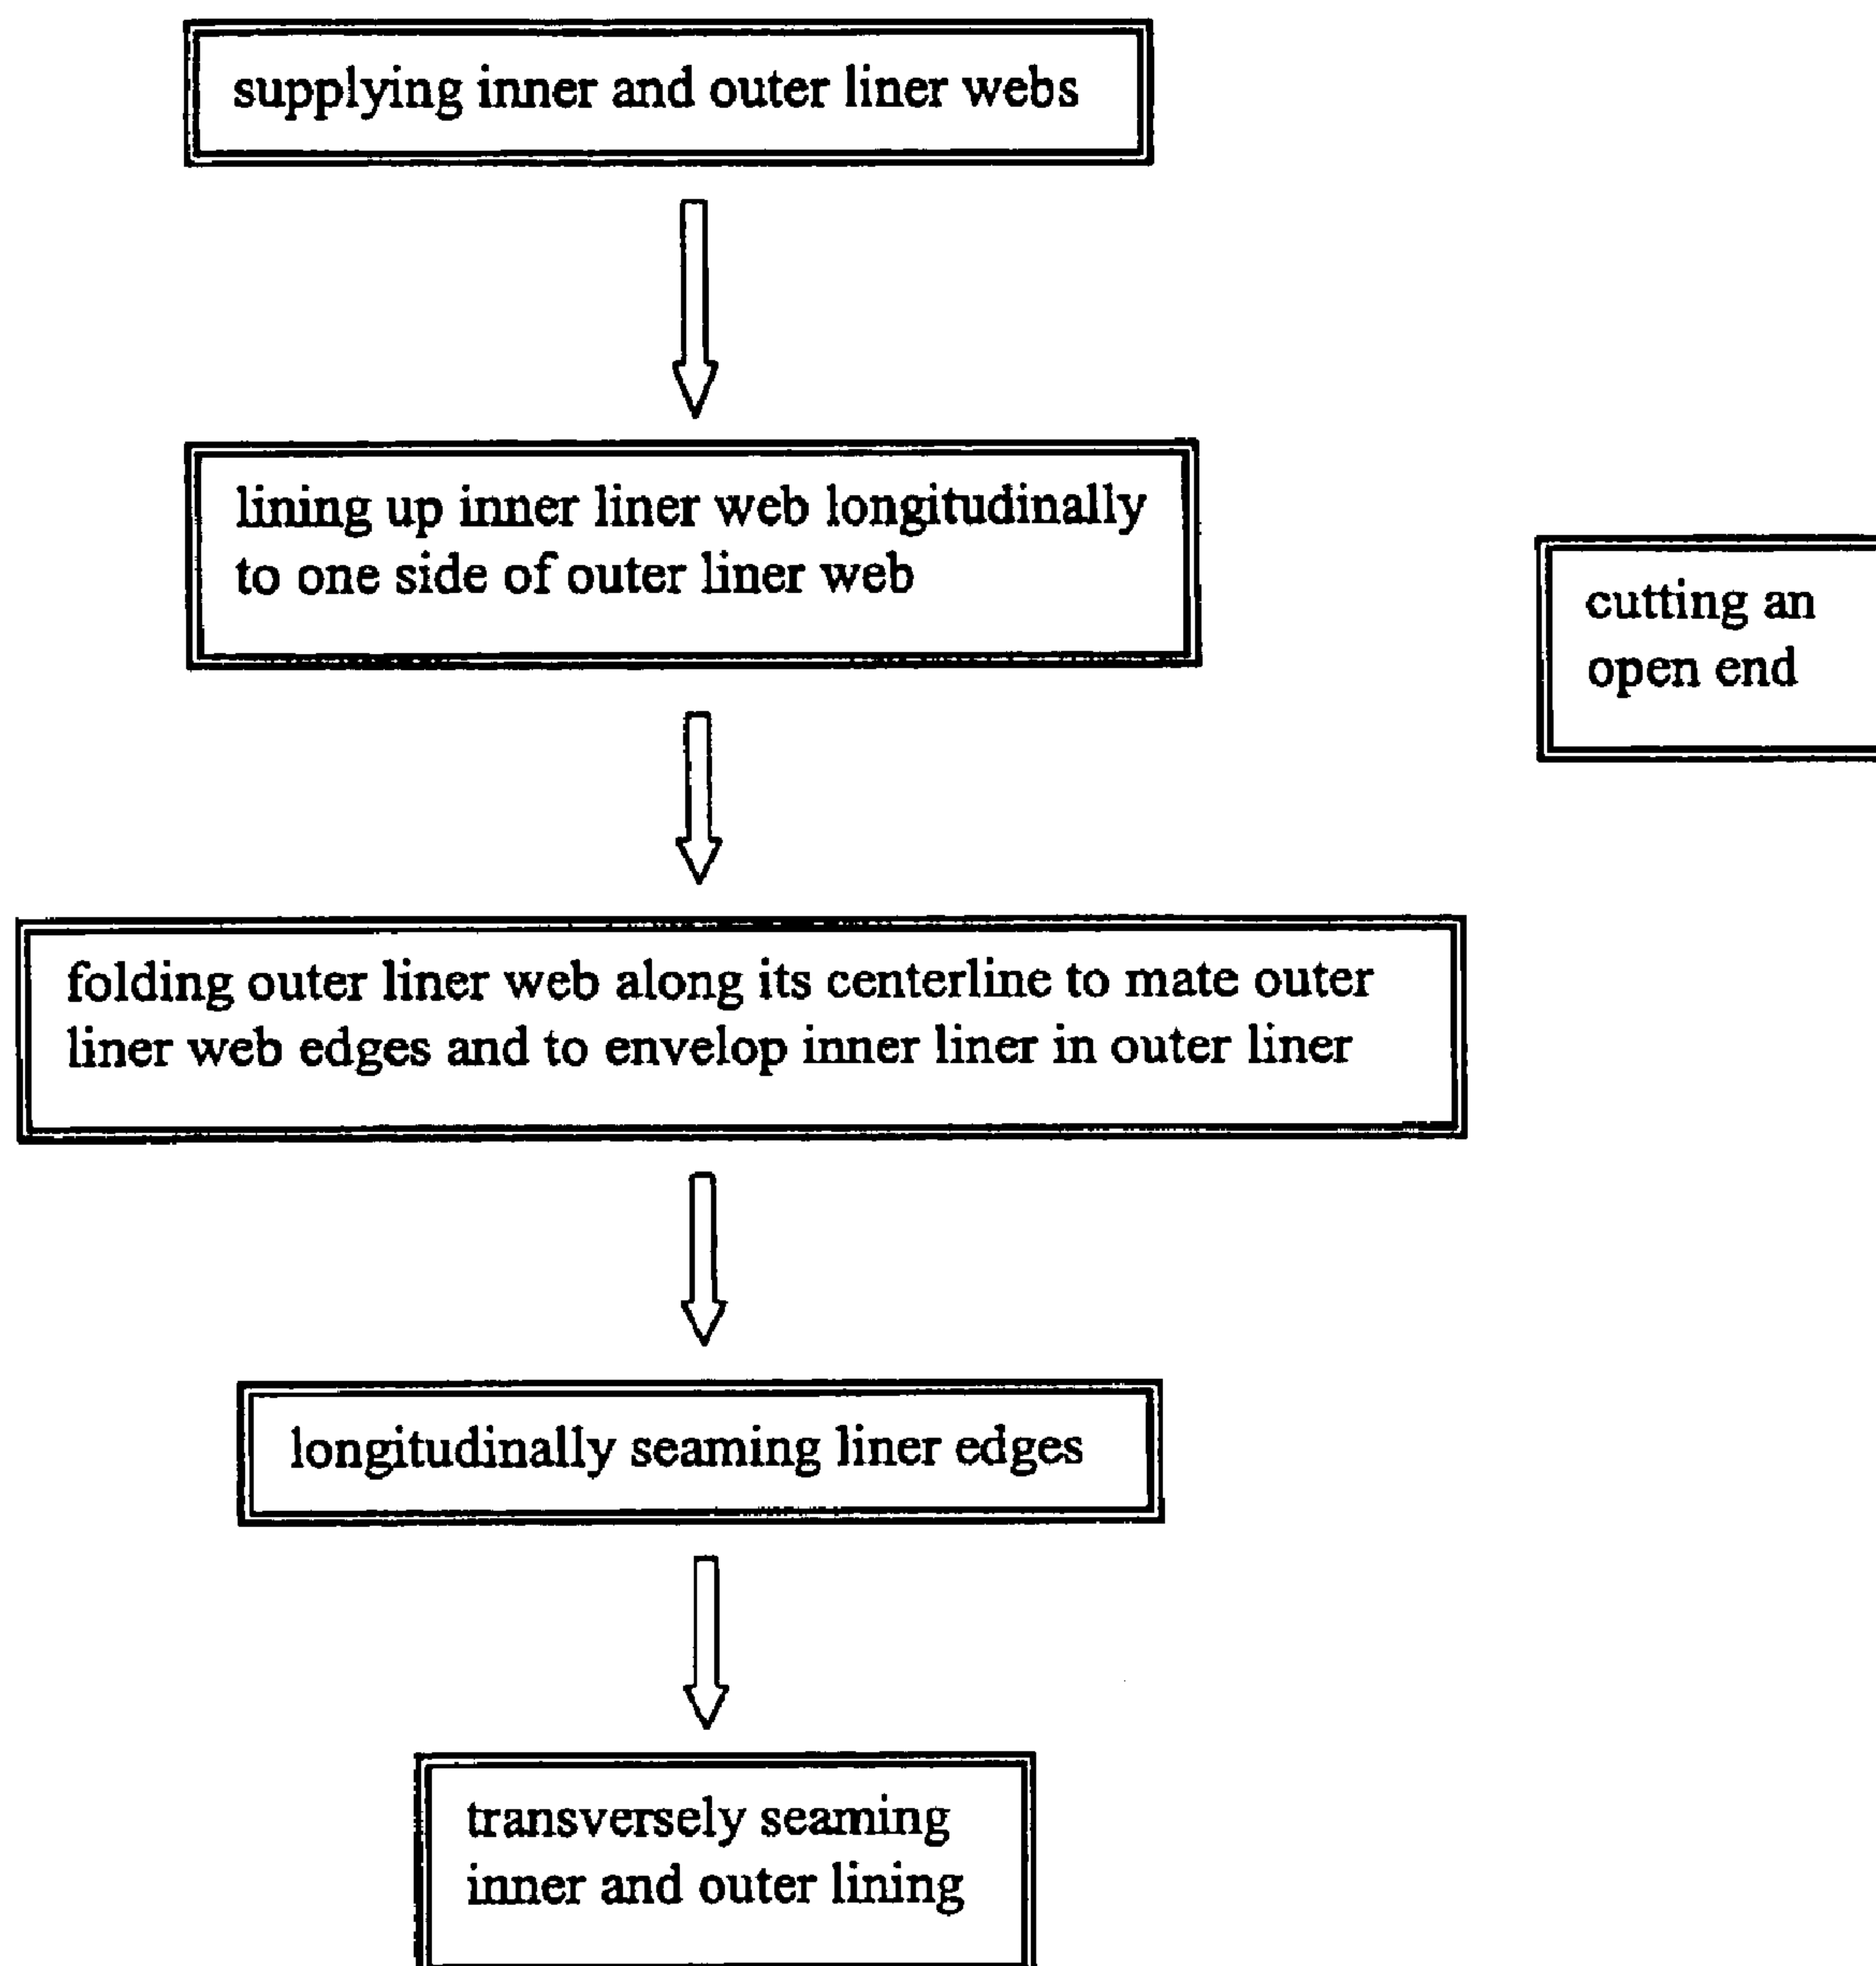 supplying inner and outer liner webs
lining up inner liner web longitudinally
to one side of outer liner web
cutting an
open end
folding outer liner web along its centerline to mate outer
liner web edges and to envelop inner liner in outer liner
longitudinally seaming liner edges
transversely seaming
inner and outer lining